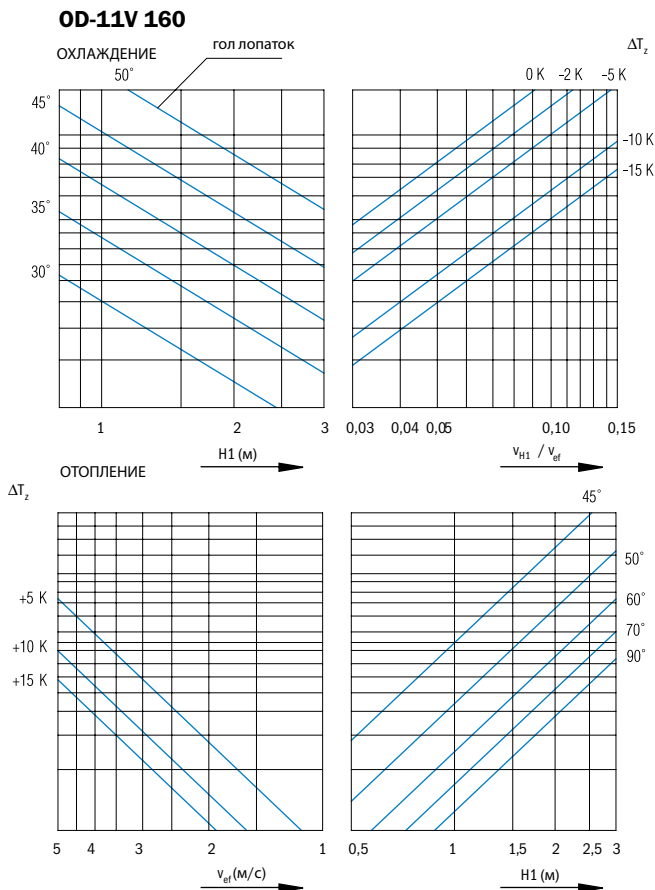 OD-11V 160
ОХЛАЖДЕНИЕ
гол лопаток
ΔTz
50°
45°
40°
35°
30°
0 K
–2 K
–5 K
–10 K
–15 K
1 2 3
H1 (м)
0,03 0,04 0,05 0,10 0,15
vH1 / vef
ОТОПЛЕНИЕ
ΔTz
+5 K
+10 K
+15 K
45°
50°
60°
70°
90°
5 4 3 2 1
vef (м/с)
0,5 1 1,5 2 2,5 3
H1 (м)